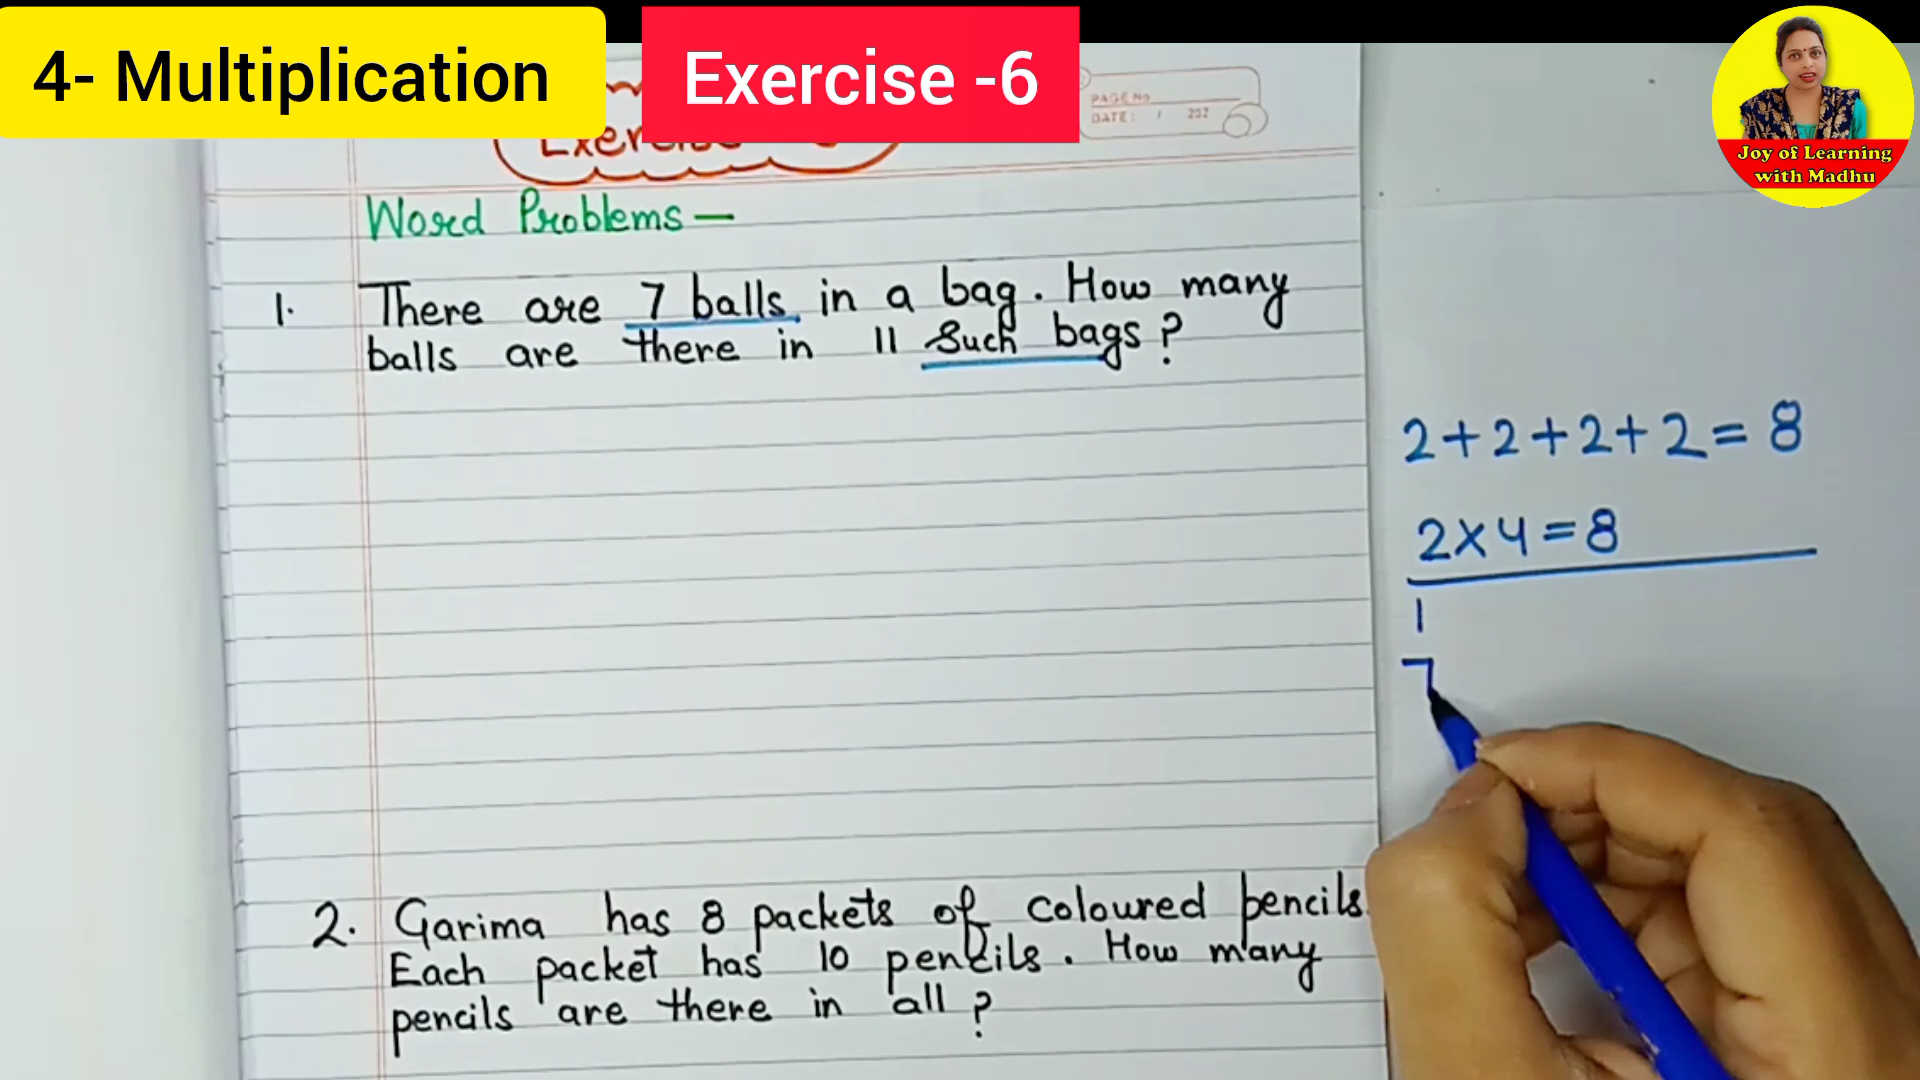 4- Multiplication
Exercise -6
PAGE No
DATE: / 202
Joy of Learning
with Madhu
Word Problems —
1. There are 7 balls in a bag. How many
balls are there in 11 Such bags?
2+2+2+2=8
2×4=8
1
7
2. Garima has 8 packets of coloured pencils.
Each packet has 10 pencils. How many
pencils are there in all?